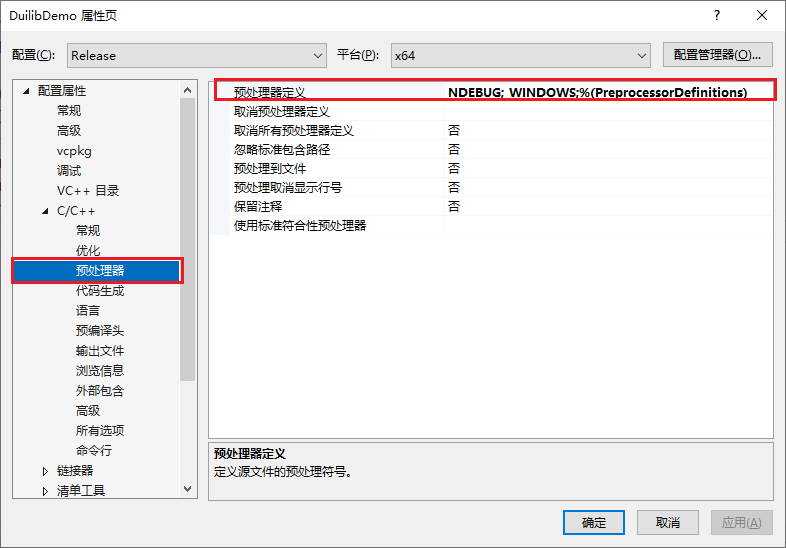 DuilibDemo 属性页
配置(C): Release 平台(P): x64 配置管理器(O)...
配置属性
常规
高级
vcpkg
调试
VC++ 目录
C/C++
常规
优化
预处理器
代码生成
语言
预编译头
输出文件
浏览信息
外部包含
高级
所有选项
命令行
链接器
清单工具
预处理器定义 NDEBUG;_WINDOWS;%(PreprocessorDefinitions)
取消预处理器定义
取消所有预处理器定义 否
忽略标准包含路径 否
预处理到文件 否
预处理取消显示行号 否
保留注释 否
使用标准符合性预处理器
预处理器定义
定义源文件的预处理符号。
确定 取消 应用(A)